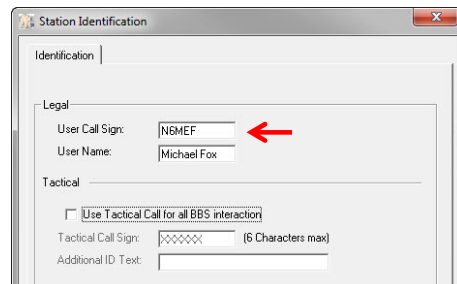 Station Identification
Identification
Legal
User Call Sign: N6MEF
User Name: Michael Fox
Tactical
Use Tactical Call for all BBS interaction
Tactical Call Sign: XXXXXX (6 Characters max)
Additional ID Text: